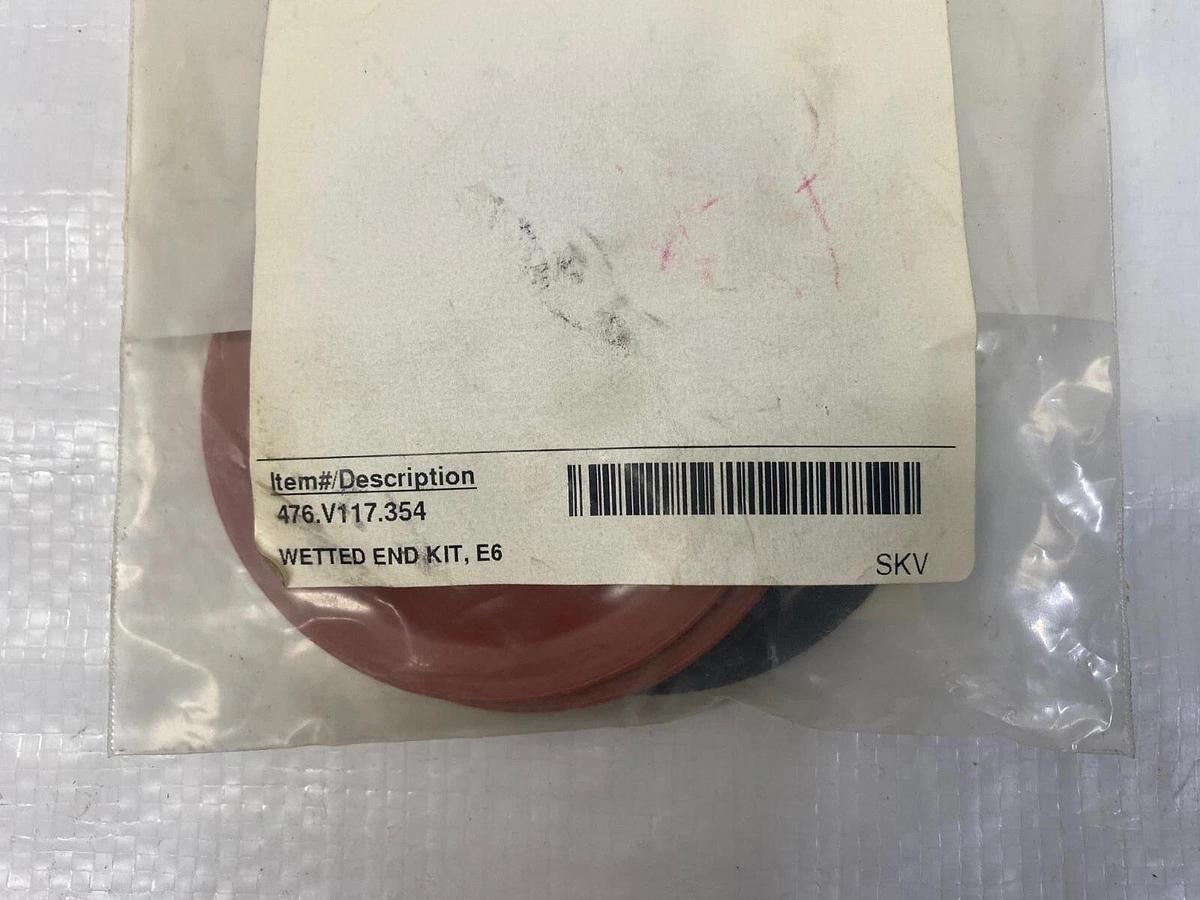 Item#/Description
476.V117.354
WETTED END KIT, E6
SKV